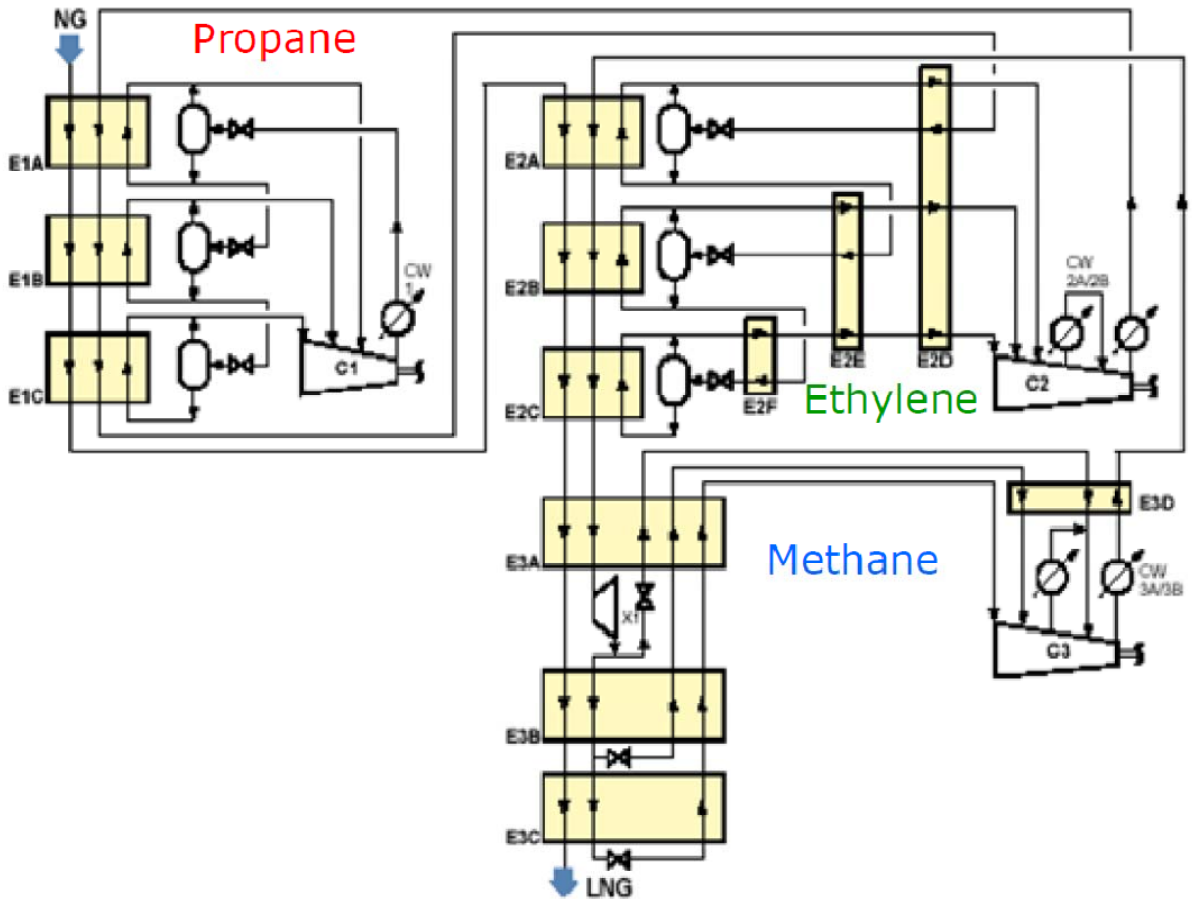 NG
Propane
E1A
E2A
E1B
CW
1
E2B
CW
2A/2B
E1C
C1
E2C
E2F
E2E
E2D
C2
Ethylene
E3D
E3A
Methane
X1
CW
3A/3B
C3
E3B
E3C
LNG